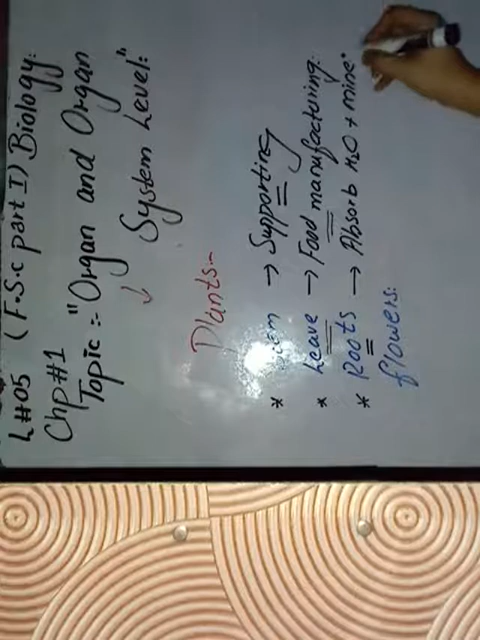 L#05 (F.S.c part I) Biology:
Chp#1
Topic :- "Organ and Organ
System Level:"
Plants:-
* → Supporting
* Leave → Food manufacturing:
* Roots → Absorb H2O + mine
flowers: